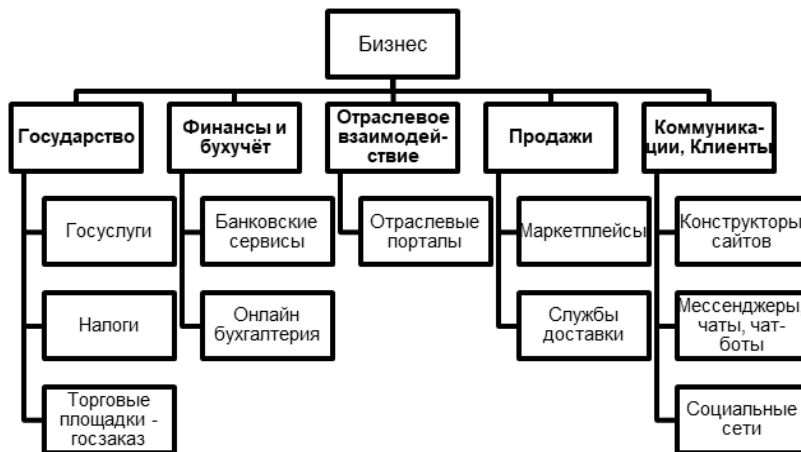 Бизнес
Государство
Финансы и
бухучёт
Отраслевое
взаимодей-
ствие
Продажи
Коммуника-
ции, Клиенты
Госуслуги
Налоги
Торговые
площадки -
госзаказ
Банковские
сервисы
Онлайн
бухгалтерия
Отраслевые
порталы
Маркетплейсы
Службы
доставки
Конструкторы
сайтов
Мессенджеры,
чаты, чат-
боты
Социальные
сети